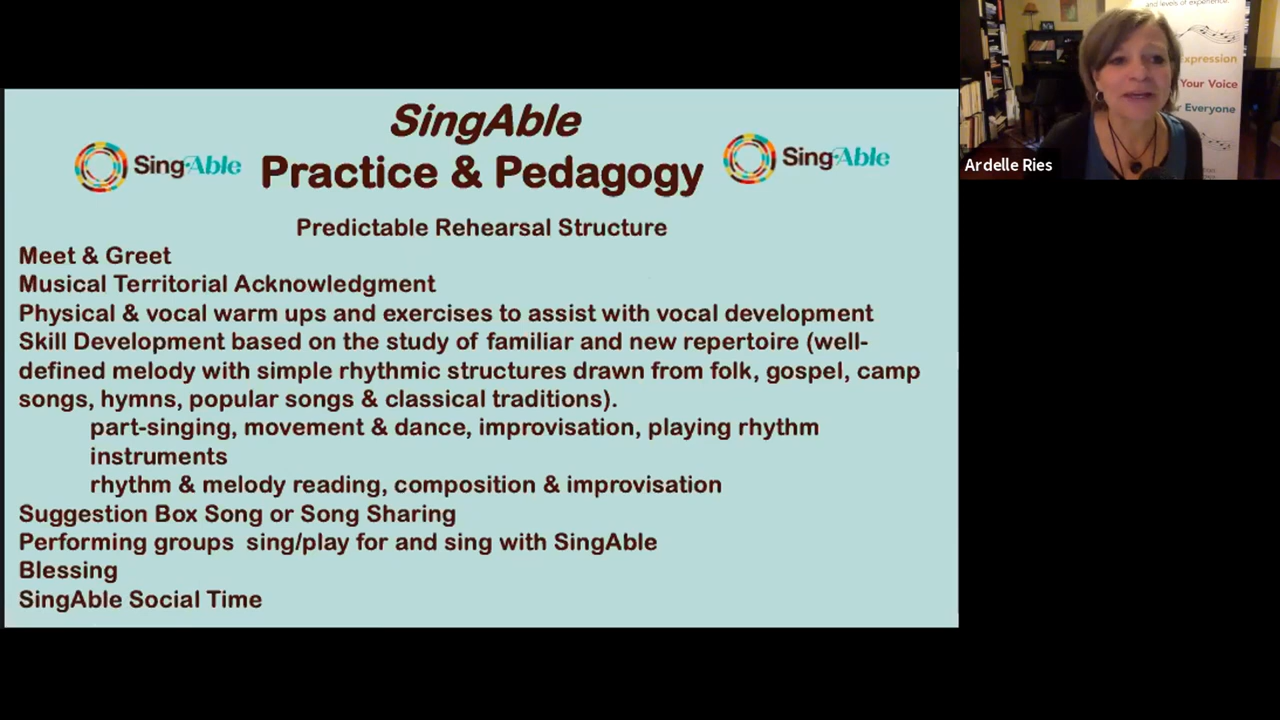 SingAble
Practice & Pedagogy
SingAble
SingAble
Predictable Rehearsal Structure
Meet & Greet
Musical Territorial Acknowledgment
Physical & vocal warm ups and exercises to assist with vocal development
Skill Development based on the study of familiar and new repertoire (well-
defined melody with simple rhythmic structures drawn from folk, gospel, camp
songs, hymns, popular songs & classical traditions).
part-singing, movement & dance, improvisation, playing rhythm
instruments
rhythm & melody reading, composition & improvisation
Suggestion Box Song or Song Sharing
Performing groups  sing/play for and sing with SingAble
Blessing
SingAble Social Time
and levels of experience.
Your Voice
Everyone
Ardelle Ries